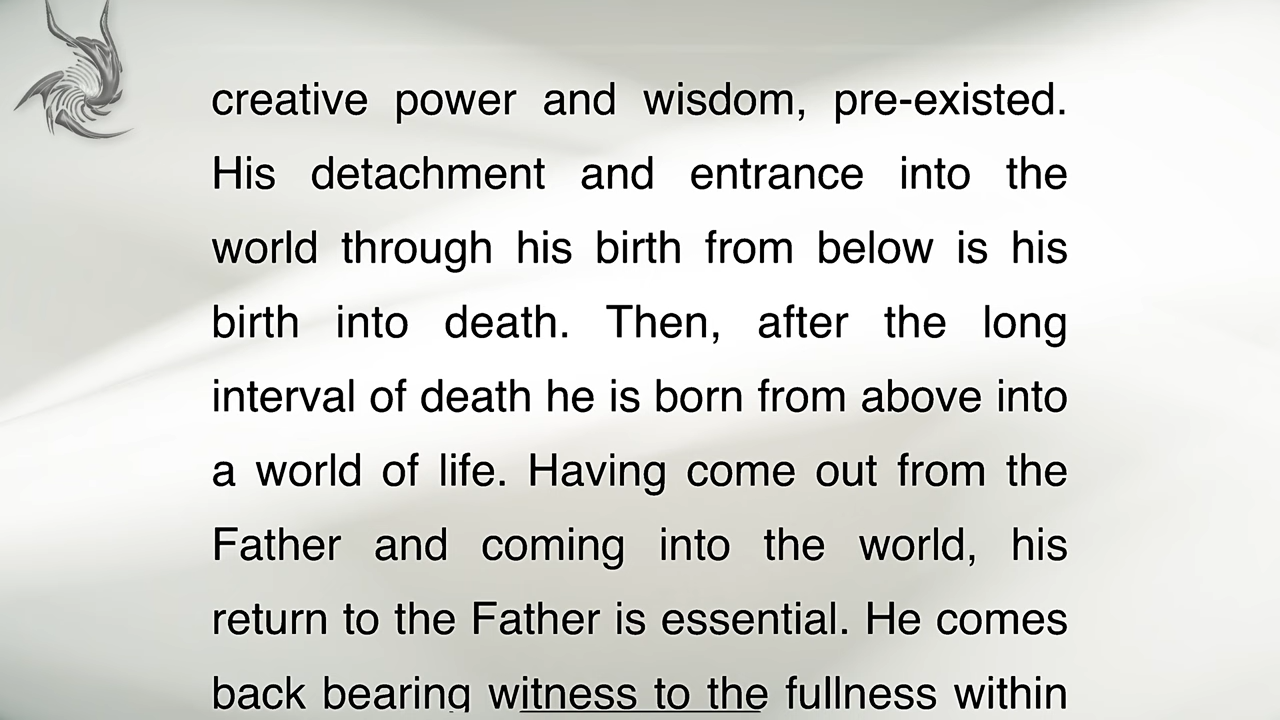 creative power and wisdom, pre-existed.
His detachment and entrance into the
world through his birth from below is his
birth into death. Then, after the long
interval of death he is born from above into
a world of life. Having come out from the
Father and coming into the world, his
return to the Father is essential. He comes
back bearing witness to the fullness within